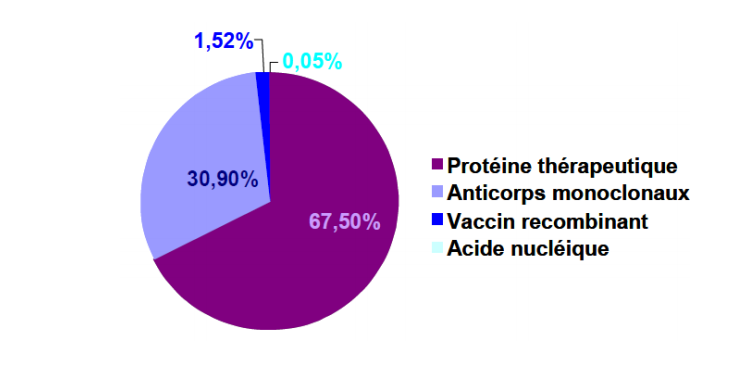 1,52%
0,05%
30,90%
67,50%
Protéine thérapeutique
Anticorps monoclonaux
Vaccin recombinant
Acide nucléique